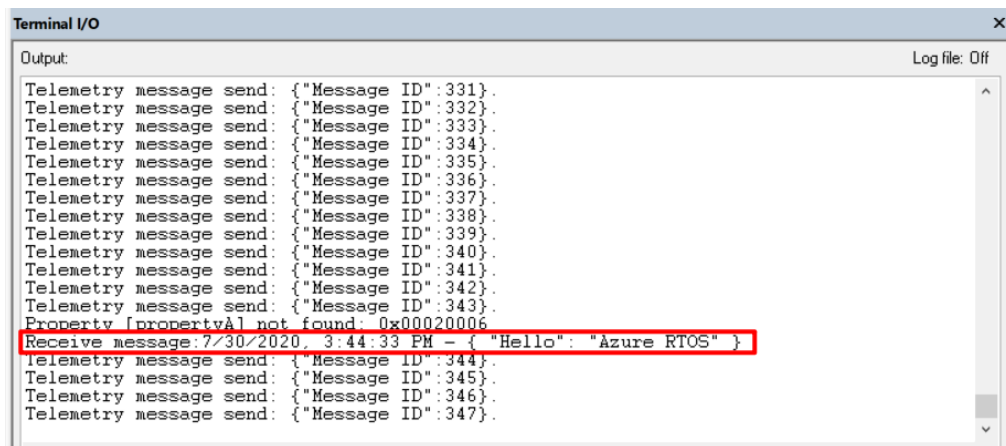 Terminal I/O
Output: Log file: Off
Telemetry message send: {"Message ID":331}.
Telemetry message send: {"Message ID":332}.
Telemetry message send: {"Message ID":333}.
Telemetry message send: {"Message ID":334}.
Telemetry message send: {"Message ID":335}.
Telemetry message send: {"Message ID":336}.
Telemetry message send: {"Message ID":337}.
Telemetry message send: {"Message ID":338}.
Telemetry message send: {"Message ID":339}.
Telemetry message send: {"Message ID":340}.
Telemetry message send: {"Message ID":341}.
Telemetry message send: {"Message ID":342}.
Telemetry message send: {"Message ID":343}.
Property [propertyA] not found: 0x00020006
Receive message:7/30/2020, 3:44:33 PM - { "Hello": "Azure RTOS" }
Telemetry message send: {"Message ID":344}.
Telemetry message send: {"Message ID":345}.
Telemetry message send: {"Message ID":346}.
Telemetry message send: {"Message ID":347}.